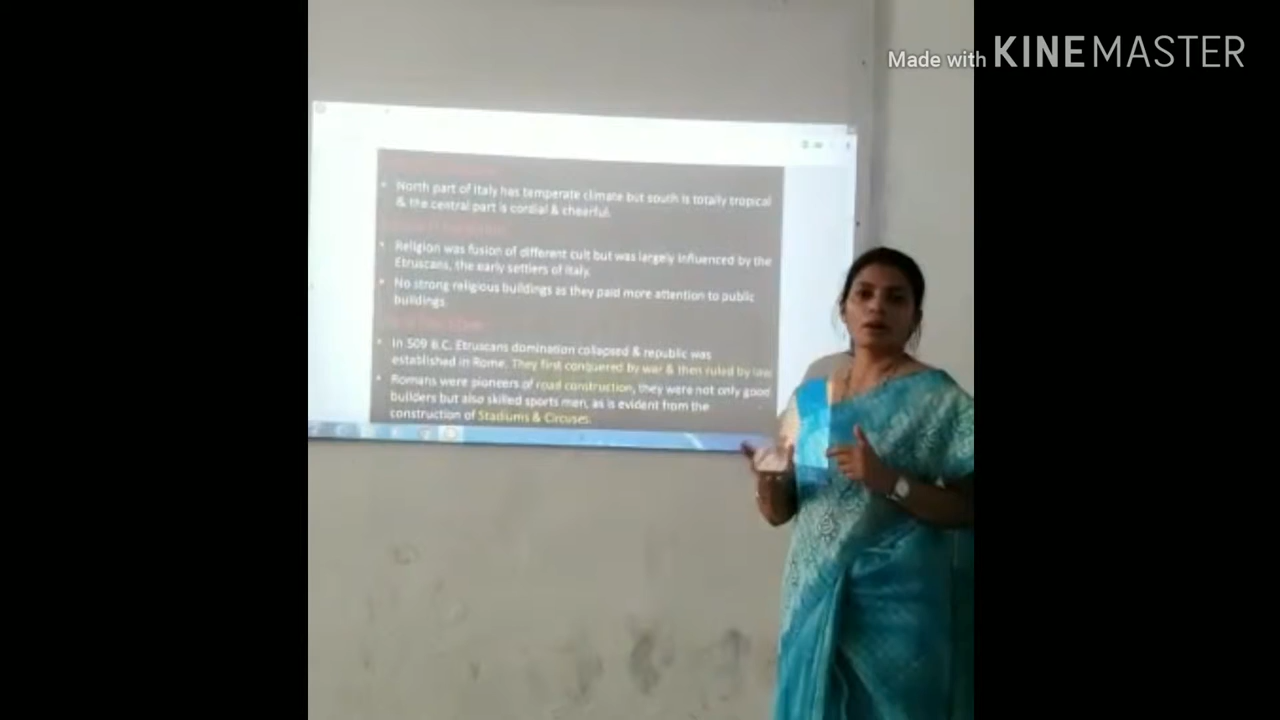 Made with KINEMASTER
North part of Italy has temperate climate but south is totally tropical
& the central part is cordial & cheerful.
Religion was fusion of different cult but was largely influenced by the
Etruscans, the early settlers of Italy.
No strong religious buildings as they paid more attention to public
buildings.
In 509 B.C. Etruscans domination collapsed & republic was
established in Rome. They first conquered by war & then ruled by law
Romans were pioneers of road construction, they were not only good
builders but also skilled sports men, as is evident from the
construction of Stadiums & Circuses.